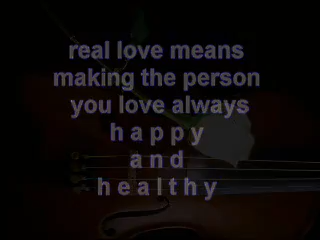 real love means
making the person
you love always
h a p p y
a n d
h e a l t h y